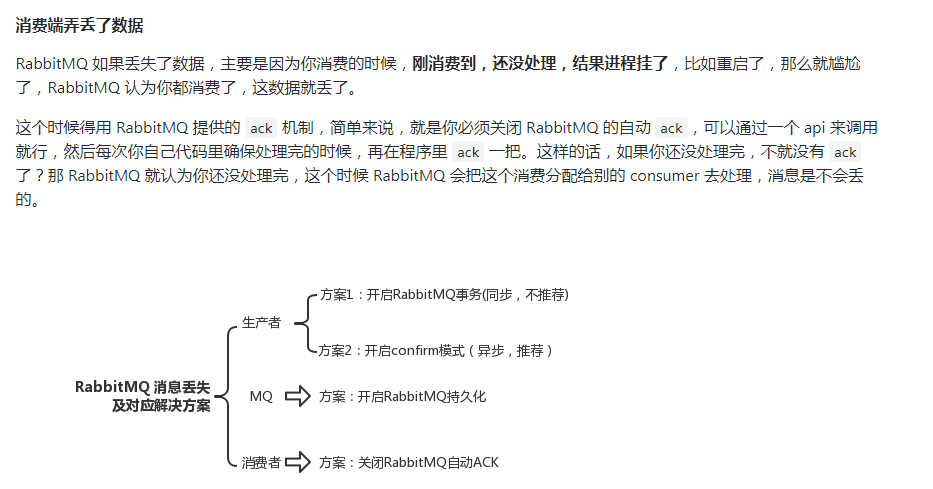 消费端弄丢了数据
RabbitMQ 如果丢失了数据，主要是因为你消费的时候，刚消费到，还没处理，结果进程挂了，比如重启了，那么就尴尬
了，RabbitMQ 认为你都消费了，这数据就丢了。
这个时候得用 RabbitMQ 提供的 ack 机制，简单来说，就是你必须关闭 RabbitMQ 的自动 ack ，可以通过一个 api 来调用
就行，然后每次你自己代码里确保处理完的时候，再在程序里 ack 一把。这样的话，如果你还没处理完，不就没有 ack
了？那 RabbitMQ 就认为你还没处理完，这个时候 RabbitMQ 会把这个消费分配给别的 consumer 去处理，消息是不会丢
的。
方案1：开启RabbitMQ事务(同步，不推荐)
生产者
方案2：开启confirm模式（异步，推荐）
RabbitMQ 消息丢失
及对应解决方案
MQ
方案：开启RabbitMQ持久化
消费者
方案：关闭RabbitMQ自动ACK